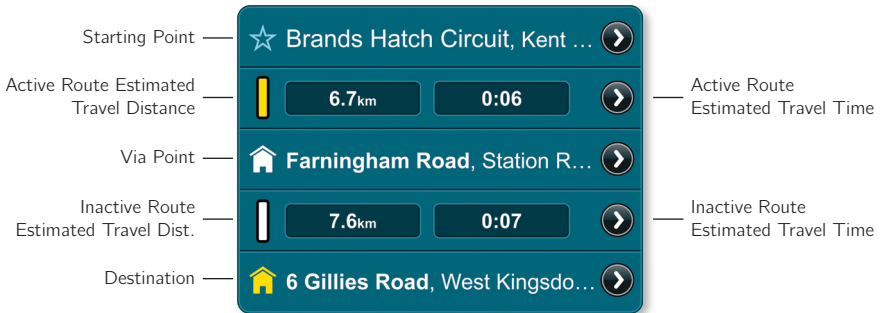 Starting Point
Brands Hatch Circuit, Kent ...
Active Route Estimated
Travel Distance
6.7km
0:06
Active Route
Estimated Travel Time
Via Point
Farningham Road, Station R...
Inactive Route
Estimated Travel Dist.
7.6km
0:07
Inactive Route
Estimated Travel Time
Destination
6 Gillies Road, West Kingsdo...